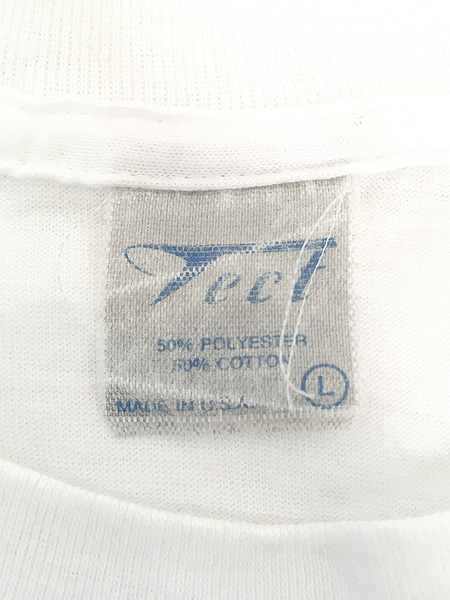 Tect
50% POLYESTER
50% COTTON
L
MADE IN U.S.A.